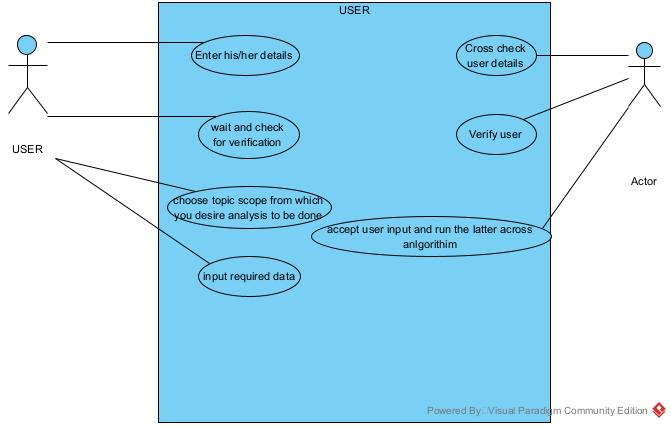 USER
Enter his/her details
Cross check
user details
wait and check
for verification
Verify user
USER
Actor
choose topic scope from which
you desire analysis to be done
accept user input and run the latter across
anlgorithim
input required data
Powered By: Visual Paradigm Community Edition